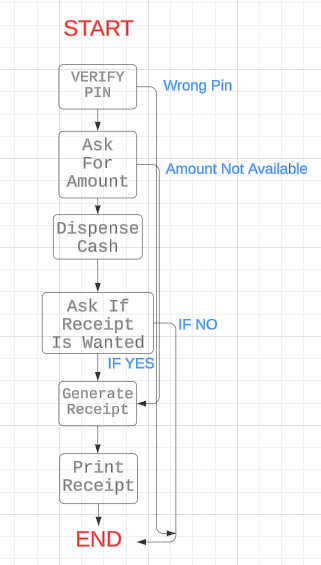 START
VERIFY
PIN
Wrong Pin
Ask
For
Amount
Amount Not Available
Dispense
Cash
Ask If
Receipt
Is Wanted
IF NO
IF YES
Generate
Receipt
Print
Receipt
END